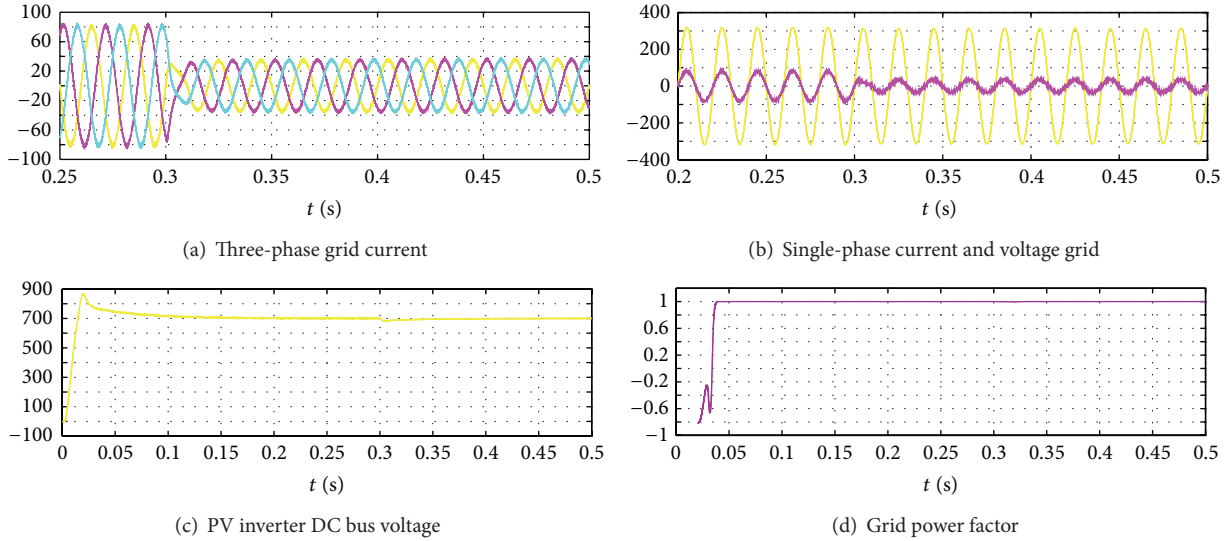 100
60
20
−20
−60
−100
0.25 0.3 0.35 0.4 0.45 0.5
t (s)
(a) Three-phase grid current
400
200
0
−200
−400
0.2 0.25 0.3 0.35 0.4 0.45 0.5
t (s)
(b) Single-phase current and voltage grid
900
700
500
300
100
−100
0 0.05 0.1 0.15 0.2 0.25 0.3 0.35 0.4 0.45 0.5
t (s)
(c) PV inverter DC bus voltage
1
0.6
0.2
−0.2
−0.6
−1
0 0.05 0.1 0.15 0.2 0.25 0.3 0.35 0.4 0.45 0.5
t (s)
(d) Grid power factor